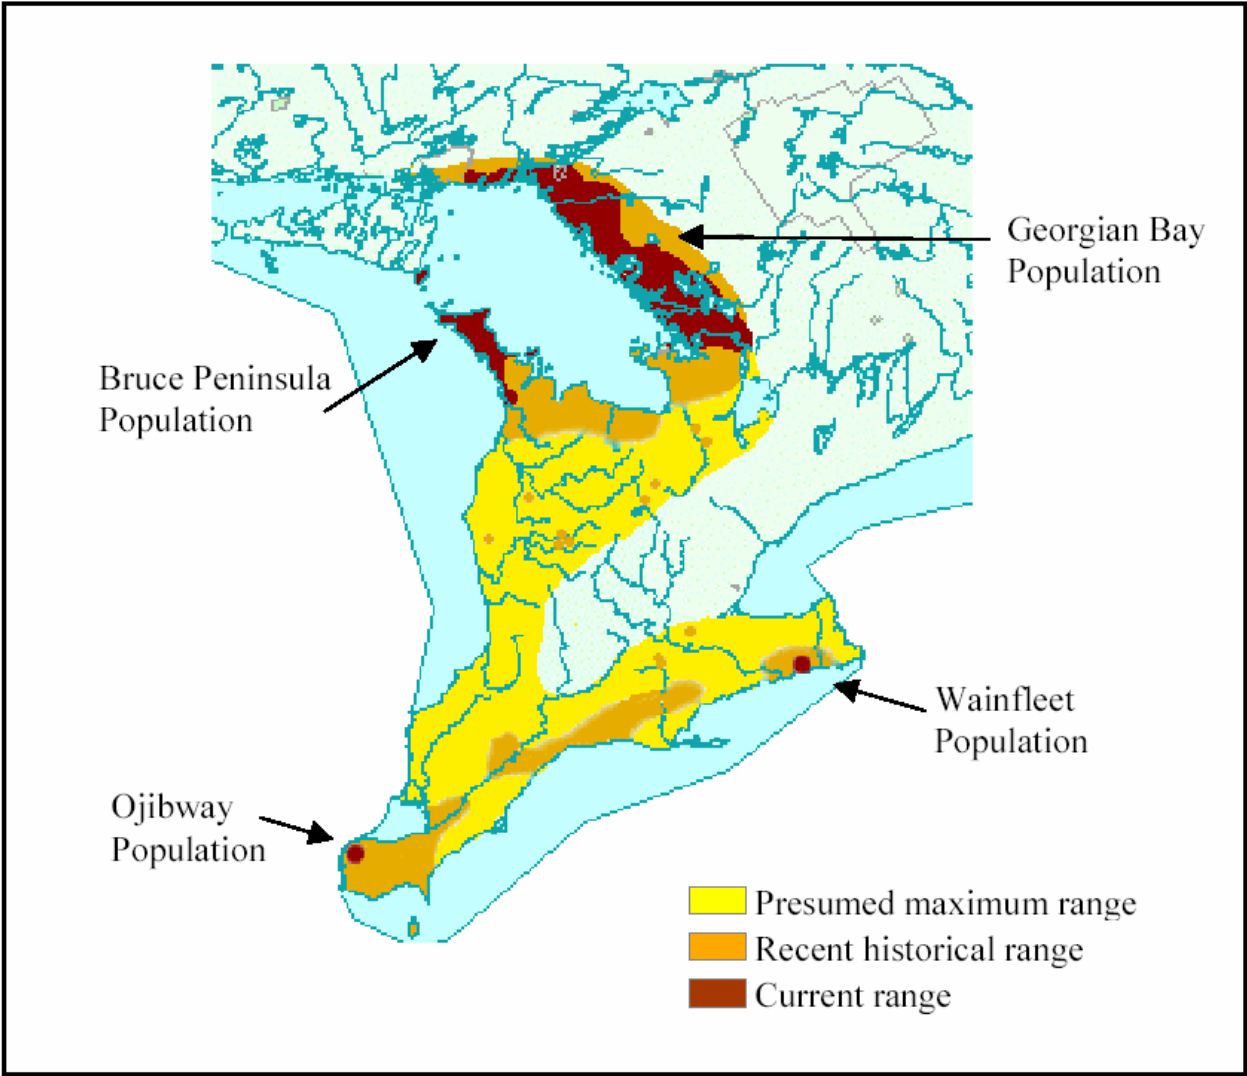 Georgian Bay
Population
Bruce Peninsula
Population
Wainfleet
Population
Ojibway
Population
Presumed maximum range
Recent historical range
Current range